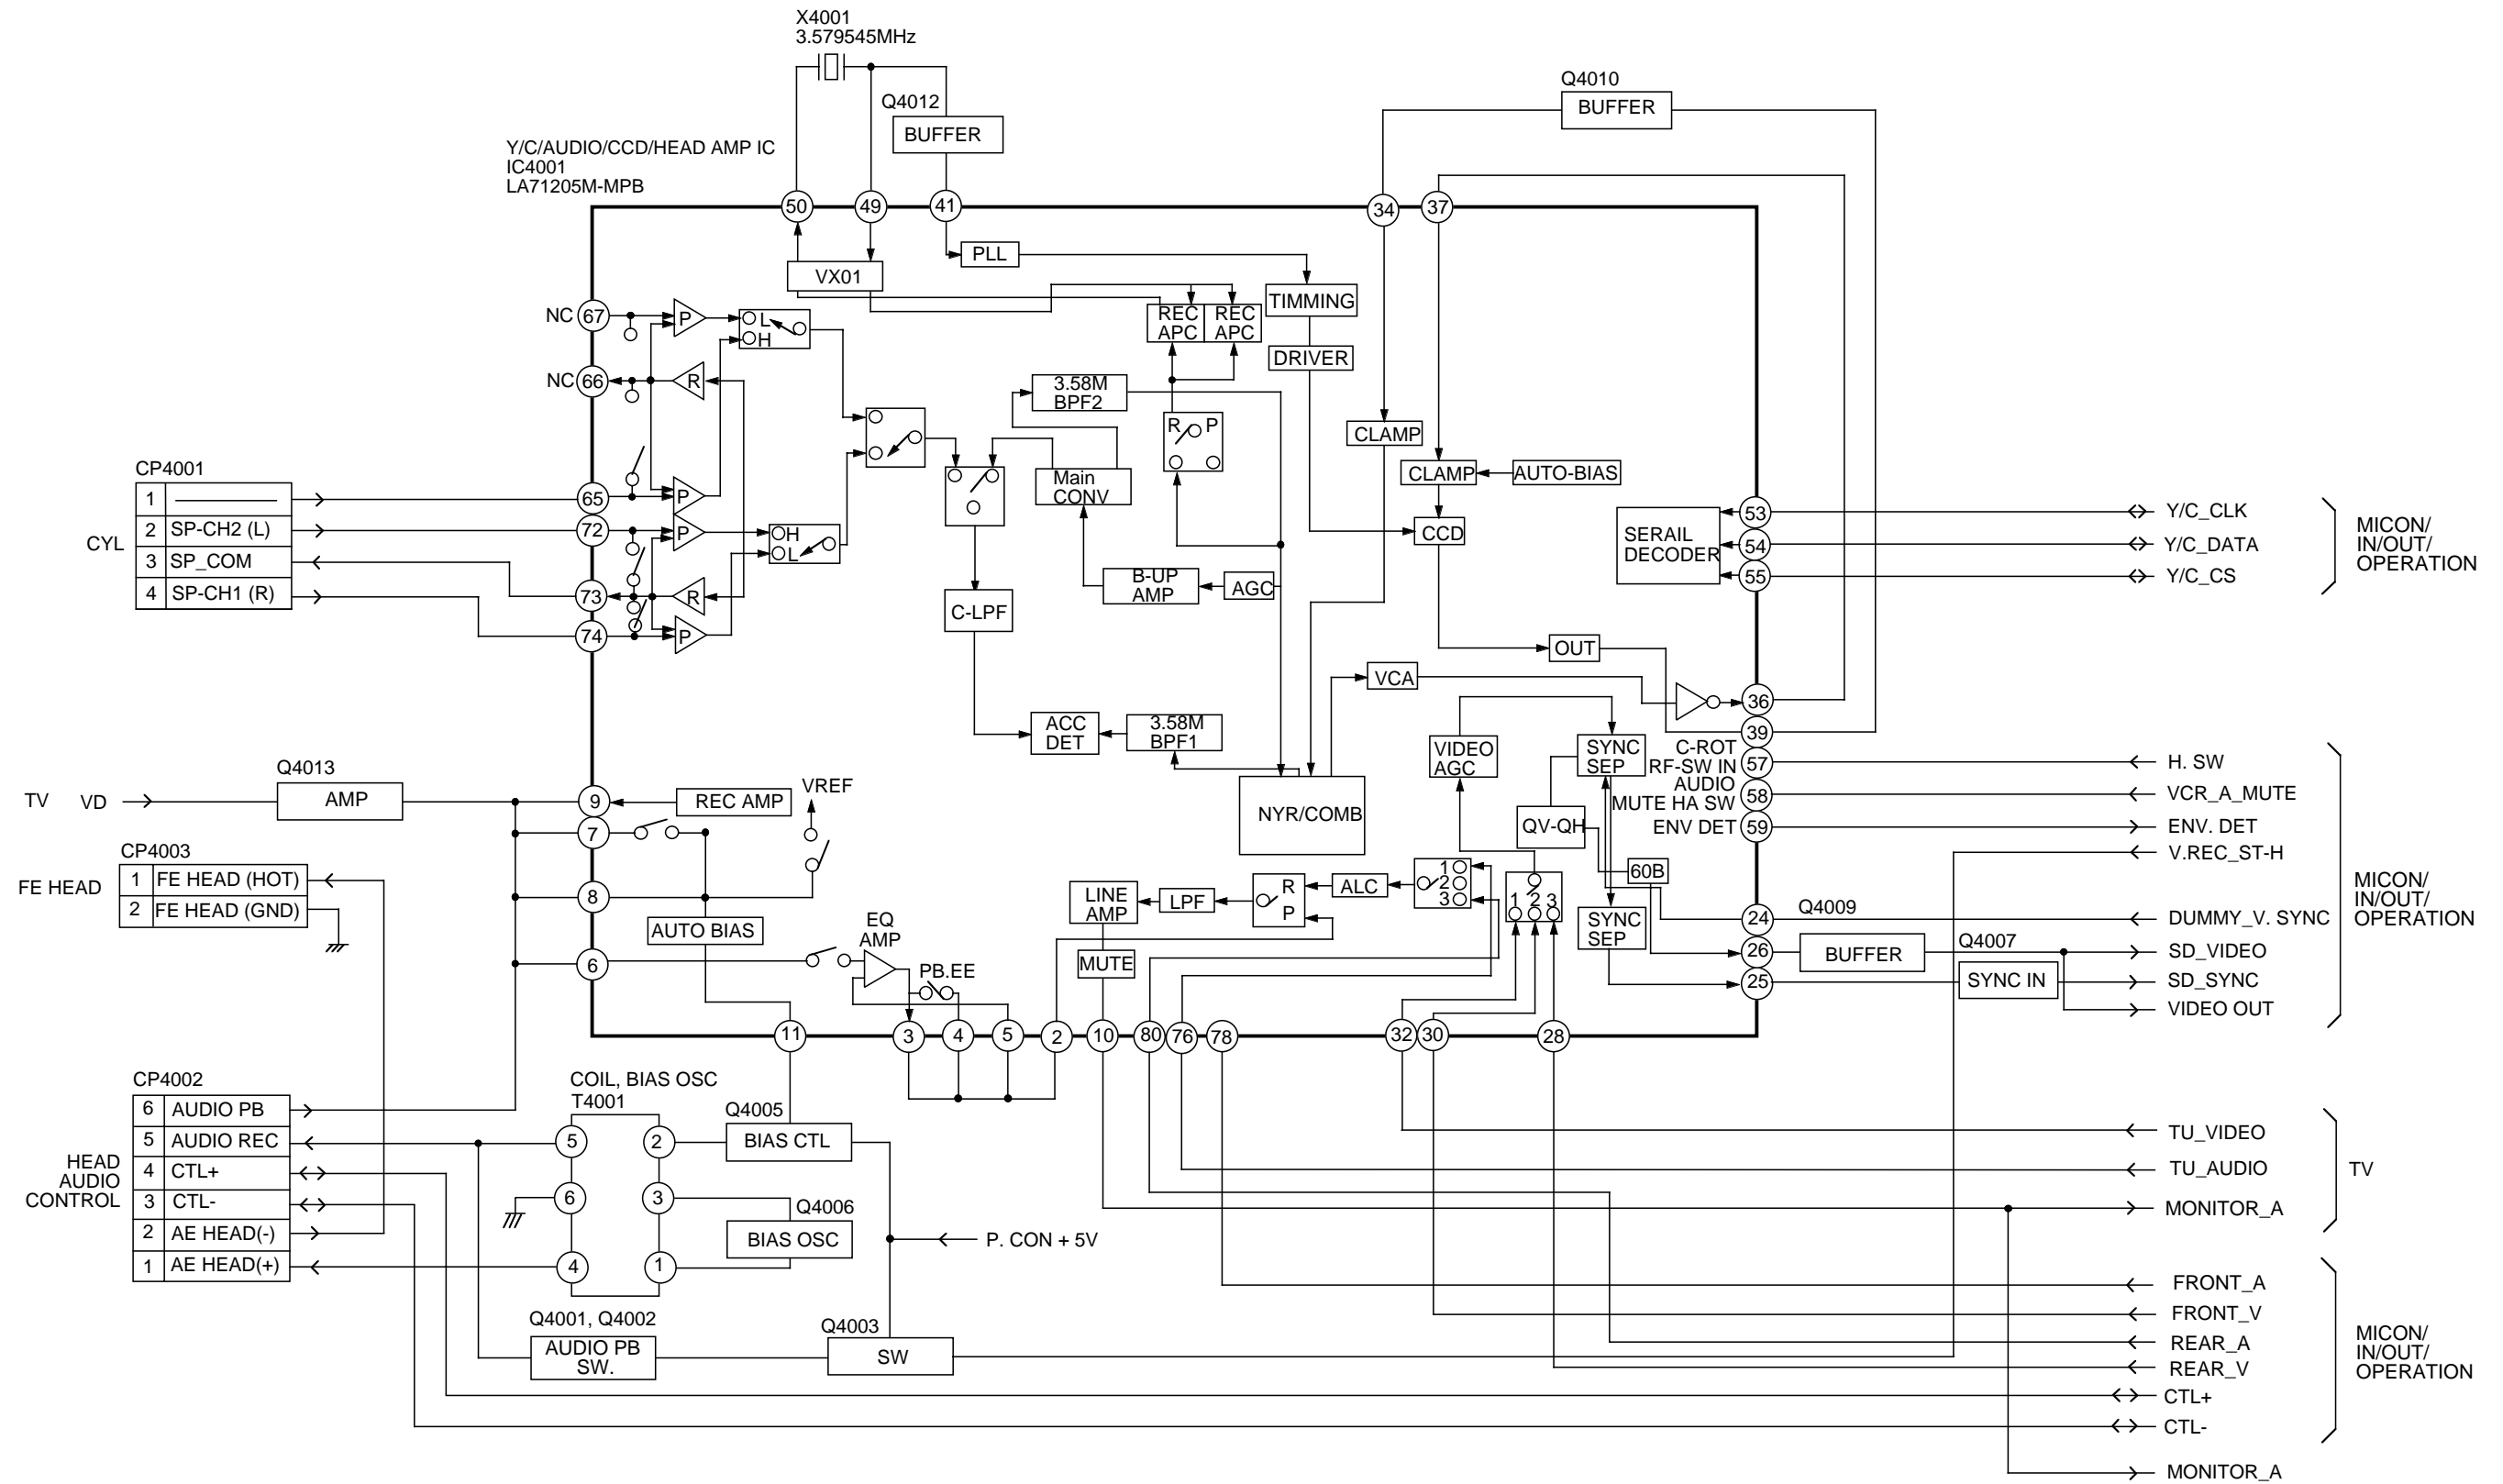 X4001
3.579545MHz
Q4012
BUFFER
Q4010
BUFFER
Y/C/AUDIO/CCD/HEAD AMP IC
IC4001
LA71205M-MPB
50
49
41
34
37
PLL
VX01
TIMMING
REC
APC
REC
APC
DRIVER
NC
67
P
L
H
NC
66
R
3.58M
BPF2
R
P
CLAMP
CLAMP
AUTO-BIAS
CCD
Main
CONV
B-UP
AMP
AGC
C-LPF
CP4001
CYL
1
2
SP-CH2 (L)
3
SP_COM
4
SP-CH1 (R)
65
P
72
P
H
L
73
R
74
P
SERAIL
DECODER
53
54
55
Y/C_CLK
Y/C_DATA
Y/C_CS
MICON/
IN/OUT/
OPERATION
OUT
VCA
36
39
ACC
DET
3.58M
BPF1
VIDEO
AGC
SYNC
SEP
NYR/COMB
QV-QH
60B
SYNC
SEP
C-ROT
RF-SW IN
AUDIO
MUTE HA SW
ENV DET
57
58
59
H. SW
VCR_A_MUTE
ENV. DET
V.REC_ST-H
DUMMY_V. SYNC
SD_VIDEO
SD_SYNC
VIDEO OUT
MICON/
IN/OUT/
OPERATION
24
26
25
Q4009
BUFFER
Q4007
SYNC IN
TV
VD
Q4013
AMP
9
REC AMP
VREF
7
8
AUTO BIAS
6
EQ
AMP
PB.EE
CP4003
FE HEAD
1
FE HEAD (HOT)
2
FE HEAD (GND)
LINE
AMP
LPF
R
P
ALC
1
2
3
1 2 3
MUTE
11
3
4
5
2
10
80
76
78
32
30
28
CP4002
HEAD
AUDIO
CONTROL
6
AUDIO PB
5
AUDIO REC
4
CTL+
3
CTL-
2
AE HEAD(-)
1
AE HEAD(+)
COIL, BIAS OSC
T4001
5
2
6
3
4
1
Q4005
BIAS CTL
Q4006
BIAS OSC
P. CON + 5V
Q4001, Q4002
AUDIO PB
SW.
Q4003
SW
TU_VIDEO
TU_AUDIO
MONITOR_A
TV
FRONT_A
FRONT_V
REAR_A
REAR_V
CTL+
CTL-
MICON/
IN/OUT/
OPERATION
MONITOR_A